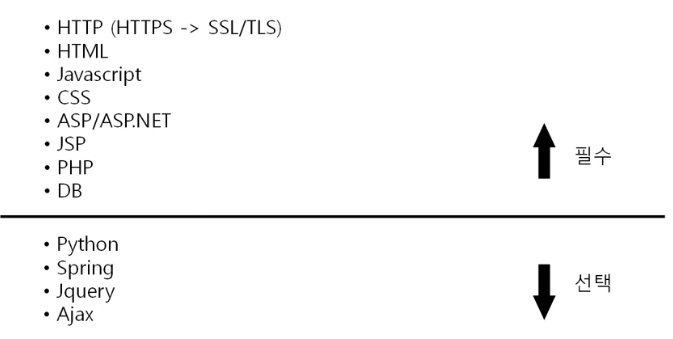 • HTTP (HTTPS -> SSL/TLS)
• HTML
• Javascript
• CSS
• ASP/ASP.NET
• JSP
• PHP
• DB
필수
• Python
• Spring
• Jquery
• Ajax
선택